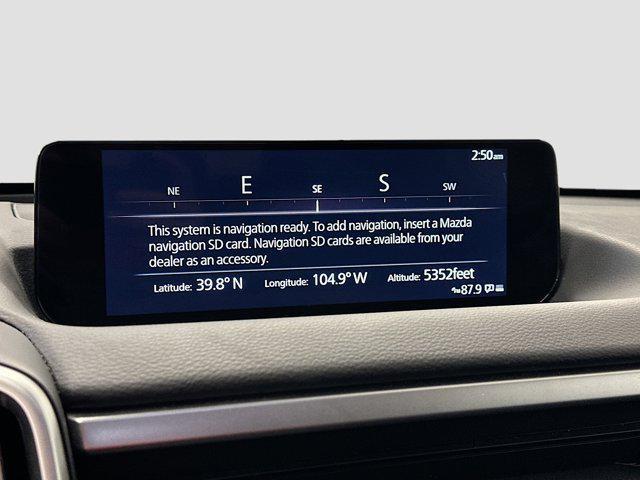 2:50am
NE E SE S SW
This system is navigation ready. To add navigation, insert a Mazda
navigation SD card. Navigation SD cards are available from your
dealer as an accessory.
Latitude: 39.8° N Longitude: 104.9° W Altitude: 5352feet
87.9